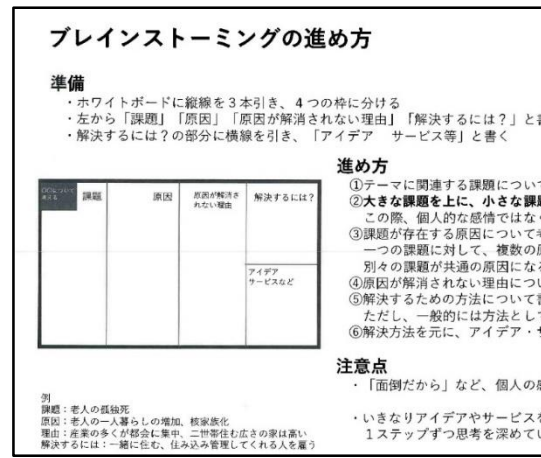 ブレインストーミングの進め方
準備
・ホワイトボードに縦線を3本引き、4つの枠に分ける
・左から「課題」「原因」「原因が解消されない理由」「解決するには?」と書
・解決するには?の部分に横線を引き、「アイデア　サービス等」と書く
課題
原因
原因が解消さ
れない理由
解決するには?
アイデア
サービスなど
進め方
①テーマに関連する課題につい
②大きな課題を上に、小さな課
この際、個人的な感情ではな
③課題が存在する原因について
一つの課題に対して、複数の
別々の課題が共通の原因にな
④原因が解消されない理由につ
⑤解決するための方法について
ただし、一般的には方法とし
⑥解決方法を元に、アイデア・
注意点
・「面倒だから」など、個人の
・いきなりアイデアやサービス
1ステップずつ思考を深めて
例
課題:老人の孤独死
原因:老人の一人暮らしの増加、核家族化
理由:産業の多くが都会に集中、二世帯住む広さの家は高い
解決するには:一緒に住む、住み込み管理してくれる人を雇う